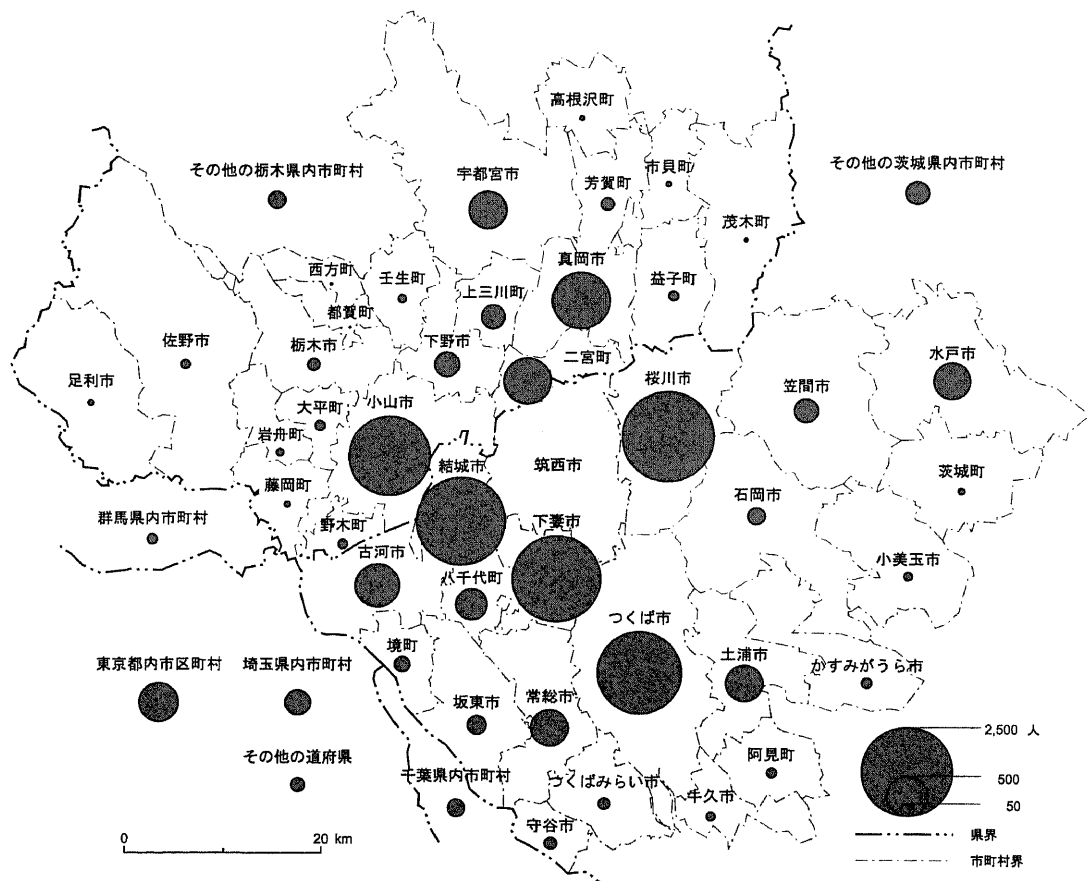 高根沢町
その他の栃木県内市町村
宇都宮市
芳賀町
市貝町
その他の茨城県内市町村
茂木町
西方町
壬生町
真岡市
益子町
上三川町
都賀町
佐野市
栃木市
下野市
二宮町
水戸市
足利市
桜川市
笠間市
大平町
小山市
岩舟町
結城市
筑西市
茨城町
藤岡町
石岡市
群馬県内市町村
野木町
下妻市
古河市
小美玉市
八千代町
つくば市
境町
土浦市
かすみがうら市
東京都内市区町村
埼玉県内市町村
坂東市
常総市
2,500 人
その他の道府県
阿見町
千葉県内市町村
つくばみらい市
500
牛久市
50
守谷市
0
20 km
県界
市町村界